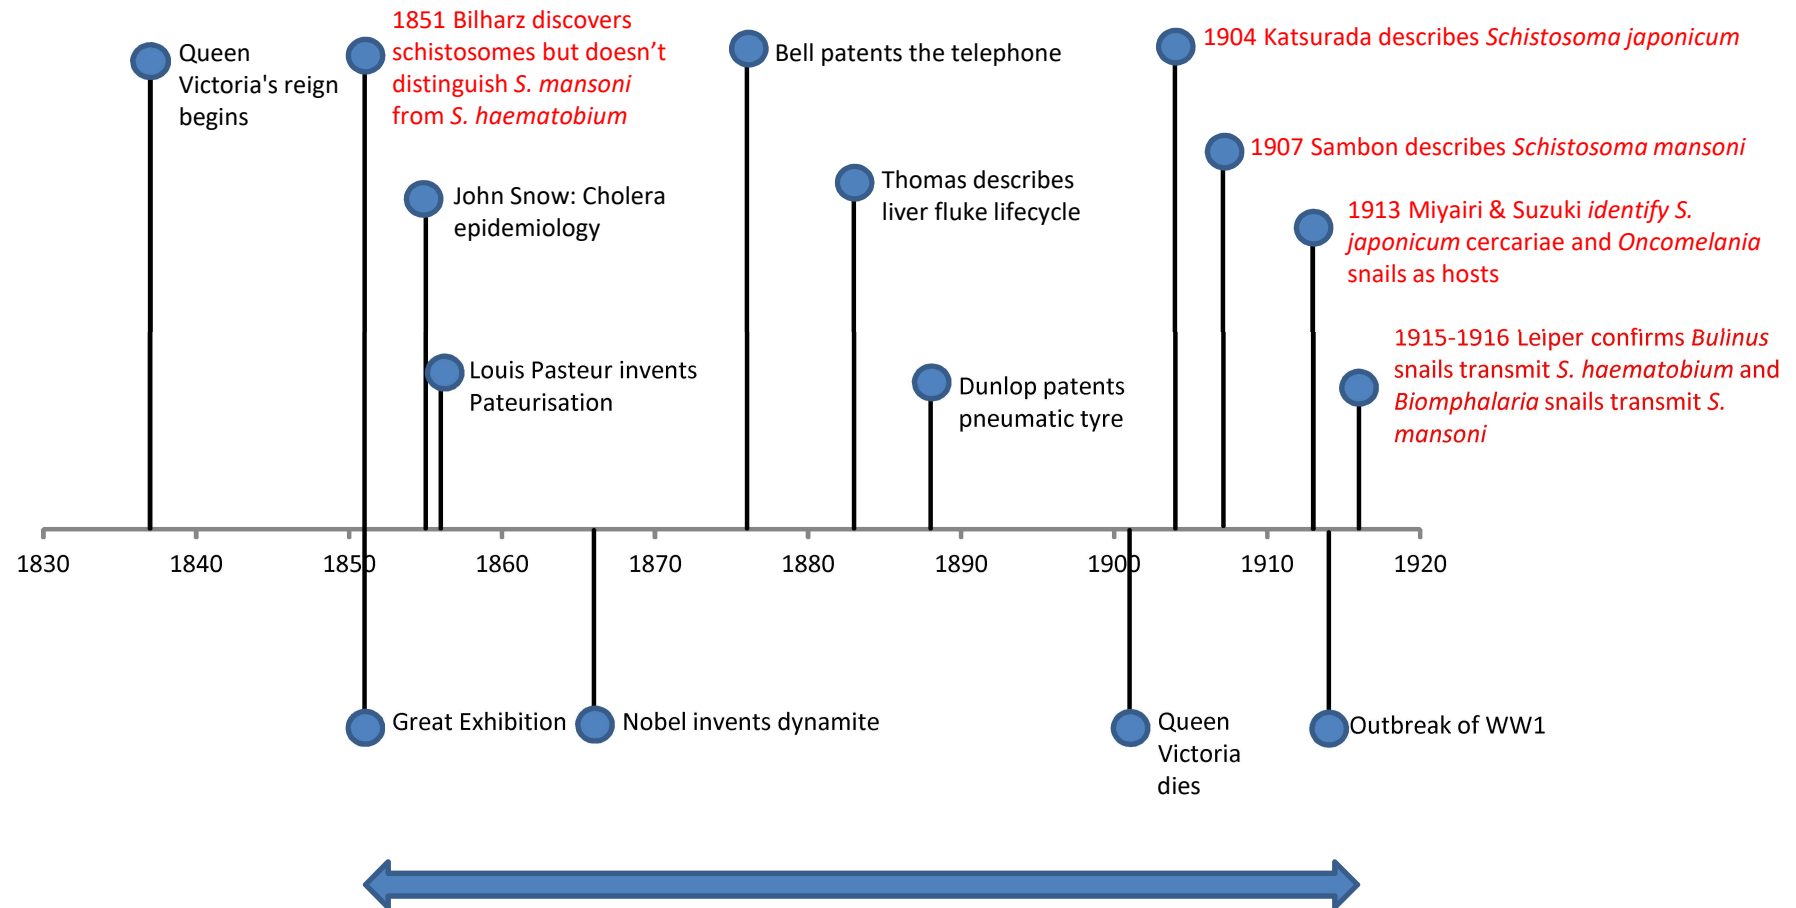 Queen
Victoria's reign
begins
1851 Bilharz discovers
schistosomes but doesn’t
distinguish S. mansoni
from S. haematobium
John Snow: Cholera
epidemiology
Louis Pasteur invents
Pateurisation
Bell patents the telephone
Thomas describes
liver fluke lifecycle
Dunlop patents
pneumatic tyre
1904 Katsurada describes Schistosoma japonicum
1907 Sambon describes Schistosoma mansoni
1913 Miyairi & Suzuki identify S.
japonicum cercariae and Oncomelania
snails as hosts
1915-1916 Leiper confirms Bulinus
snails transmit S. haematobium and
Biomphalaria snails transmit S.
mansoni
1830 1840 1850 1860 1870 1880 1890 1900 1910 1920
Great Exhibition
Nobel invents dynamite
Queen
Victoria
dies
Outbreak of WW1